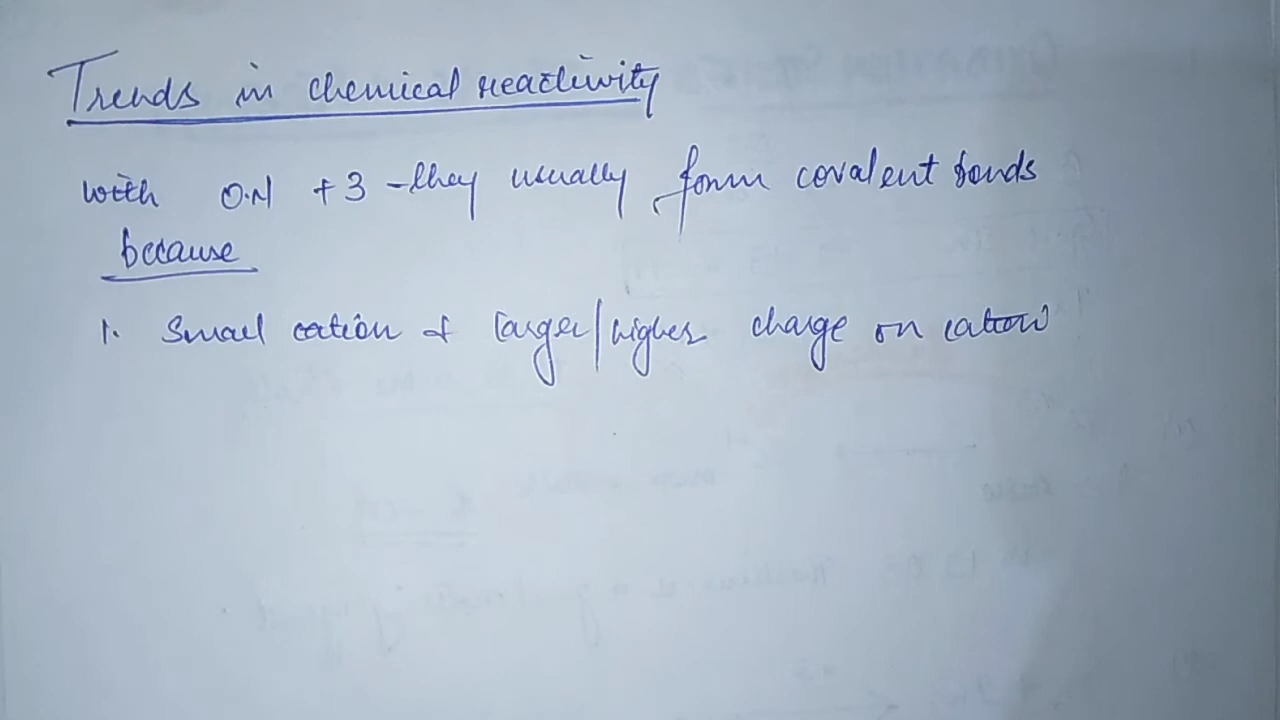 Trends in chemical reactivity
with O.N +3 they usually form covalent bonds
because
1. Small cation & larger/higher charge on cation